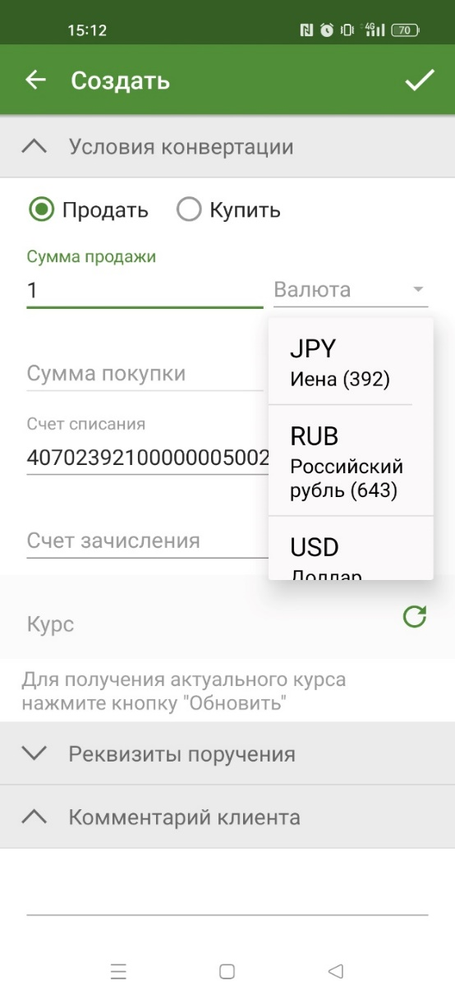 15:12
4G
70
Создать
Условия конвертации
Продать
Купить
Сумма продажи
1
Валюта
JPY
Иена (392)
Сумма покупки
RUB
Российский
рубль (643)
Счет списания
40702392100000005002
USD
Доллар
Счет зачисления
Курс
Для получения актуального курса
нажмите кнопку "Обновить"
Реквизиты поручения
Комментарий клиента